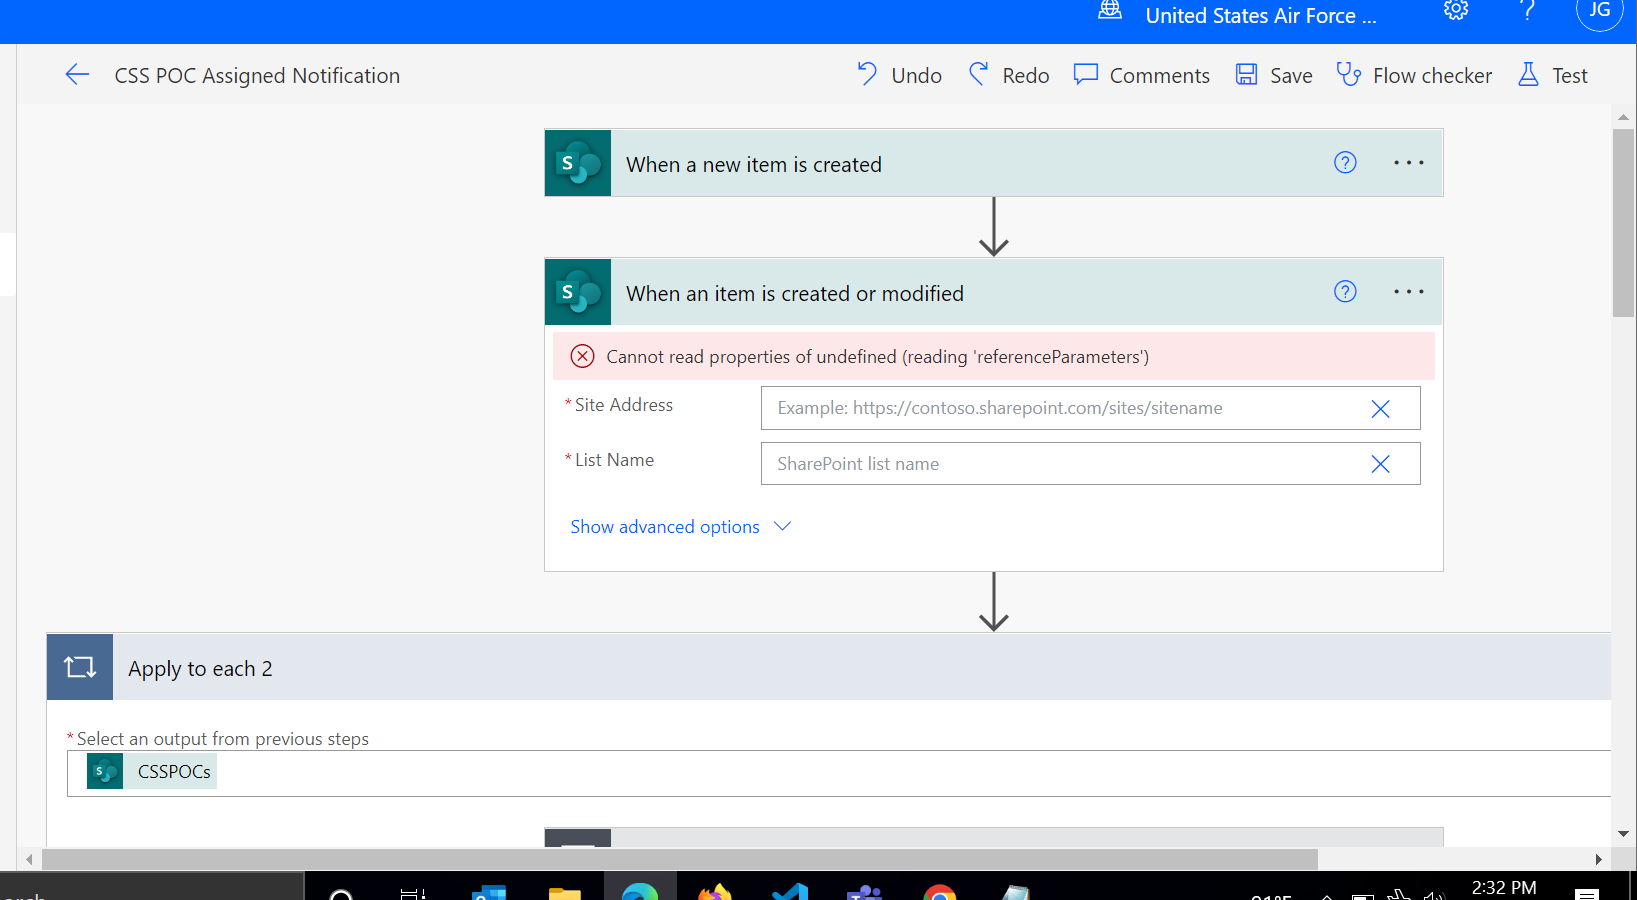 United States Air Force ...
JG
CSS POC Assigned Notification
Undo
Redo
Comments
Save
Flow checker
Test
S
When a new item is created
?
S
When an item is created or modified
?
Cannot read properties of undefined (reading 'referenceParameters')
* Site Address
Example: https://contoso.sharepoint.com/sites/sitename
* List Name
SharePoint list name
Show advanced options
Apply to each 2
* Select an output from previous steps
S
CSSPOCs
2:32 PM